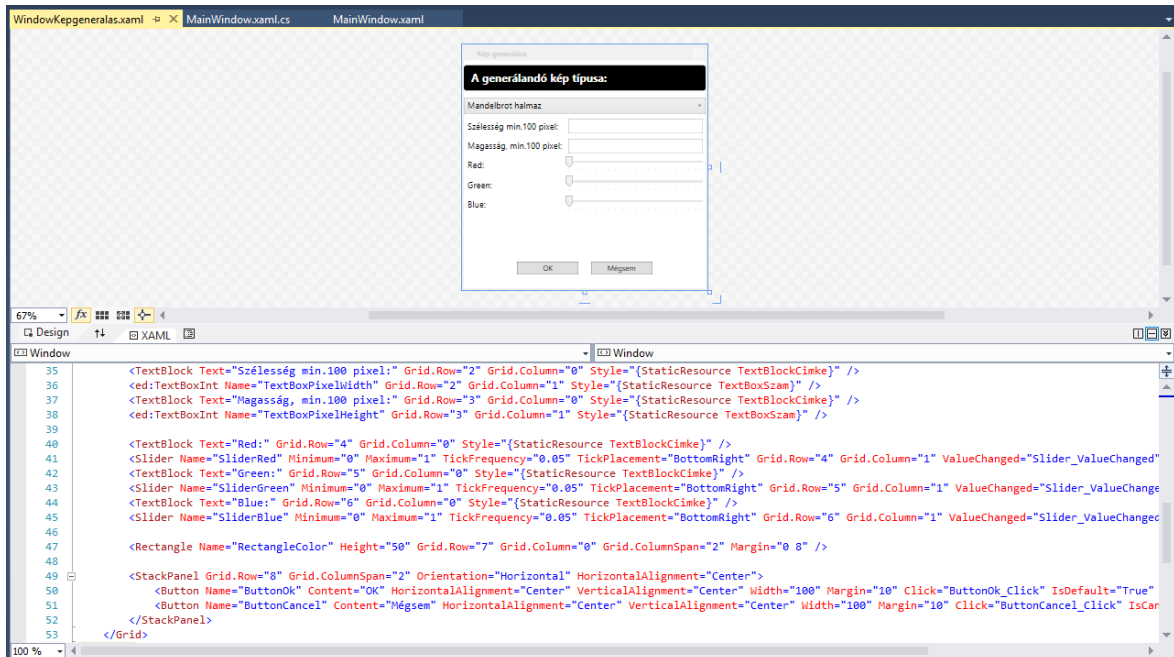 WindowKepgeneralas.xaml MainWindow.xaml.cs MainWindow.xaml
Kép generálása
A generálandó kép típusa:
Mandelbrot halmaz
Szélesség min.100 pixel:
Magasság, min.100 pixel:
Red:
Green:
Blue:
OK Mégsem
67% fx
Design XAML
Window Window
35 <TextBlock Text="Szélesség min.100 pixel:" Grid.Row="2" Grid.Column="0" Style="{StaticResource TextBlockCimke}" />
36 <ed:TextBoxInt Name="TextBoxPixelWidth" Grid.Row="2" Grid.Column="1" Style="{StaticResource TextBoxSzam}" />
37 <TextBlock Text="Magasság, min.100 pixel:" Grid.Row="3" Grid.Column="0" Style="{StaticResource TextBlockCimke}" />
38 <ed:TextBoxInt Name="TextBoxPixelHeight" Grid.Row="3" Grid.Column="1" Style="{StaticResource TextBoxSzam}" />
39
40 <TextBlock Text="Red:" Grid.Row="4" Grid.Column="0" Style="{StaticResource TextBlockCimke}" />
41 <Slider Name="SliderRed" Minimum="0" Maximum="1" TickFrequency="0.05" TickPlacement="BottomRight" Grid.Row="4" Grid.Column="1" ValueChanged="Slider_ValueChanged"
42 <TextBlock Text="Green:" Grid.Row="5" Grid.Column="0" Style="{StaticResource TextBlockCimke}" />
43 <Slider Name="SliderGreen" Minimum="0" Maximum="1" TickFrequency="0.05" TickPlacement="BottomRight" Grid.Row="5" Grid.Column="1" ValueChanged="Slider_ValueChange
44 <TextBlock Text="Blue:" Grid.Row="6" Grid.Column="0" Style="{StaticResource TextBlockCimke}" />
45 <Slider Name="SliderBlue" Minimum="0" Maximum="1" TickFrequency="0.05" TickPlacement="BottomRight" Grid.Row="6" Grid.Column="1" ValueChanged="Slider_ValueChanged
46
47 <Rectangle Name="RectangleColor" Height="50" Grid.Row="7" Grid.Column="0" Grid.ColumnSpan="2" Margin="0 8" />
48
49 <StackPanel Grid.Row="8" Grid.ColumnSpan="2" Orientation="Horizontal" HorizontalAlignment="Center">
50 <Button Name="ButtonOk" Content="OK" HorizontalAlignment="Center" VerticalAlignment="Center" Width="100" Margin="10" Click="ButtonOk_Click" IsDefault="True"
51 <Button Name="ButtonCancel" Content="Mégsem" HorizontalAlignment="Center" VerticalAlignment="Center" Width="100" Margin="10" Click="ButtonCancel_Click" IsCan
52 </StackPanel>
53 </Grid>
100 %